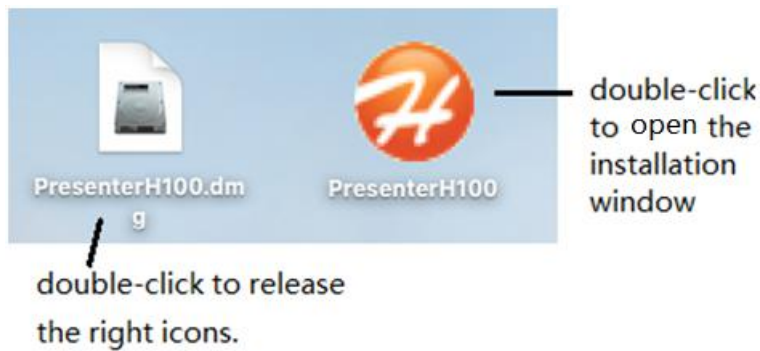 PresenterH100.dm
g
PresenterH100
double-click
to open the
installation
window
double-click to release
the right icons.